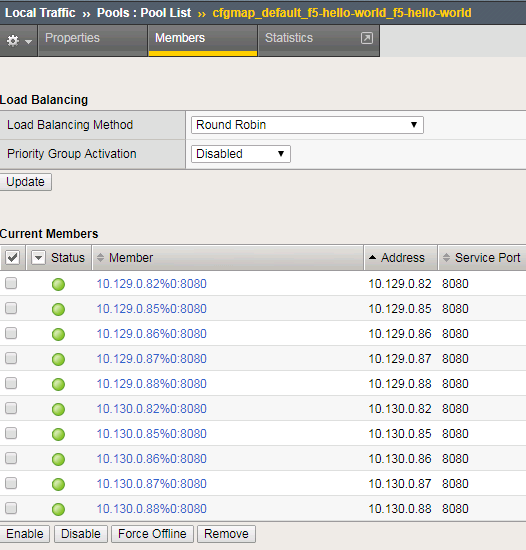 Local Traffic ›› Pools : Pool List ›› cfgmap_default_f5-hello-world_f5-hello-world
Properties Members Statistics
Load Balancing
Load Balancing Method Round Robin
Priority Group Activation Disabled
Update
Current Members
Status Member Address Service Port
10.129.0.82%0:8080 10.129.0.82 8080
10.129.0.85%0:8080 10.129.0.85 8080
10.129.0.86%0:8080 10.129.0.86 8080
10.129.0.87%0:8080 10.129.0.87 8080
10.129.0.88%0:8080 10.129.0.88 8080
10.130.0.82%0:8080 10.130.0.82 8080
10.130.0.85%0:8080 10.130.0.85 8080
10.130.0.86%0:8080 10.130.0.86 8080
10.130.0.87%0:8080 10.130.0.87 8080
10.130.0.88%0:8080 10.130.0.88 8080
Enable Disable Force Offline Remove